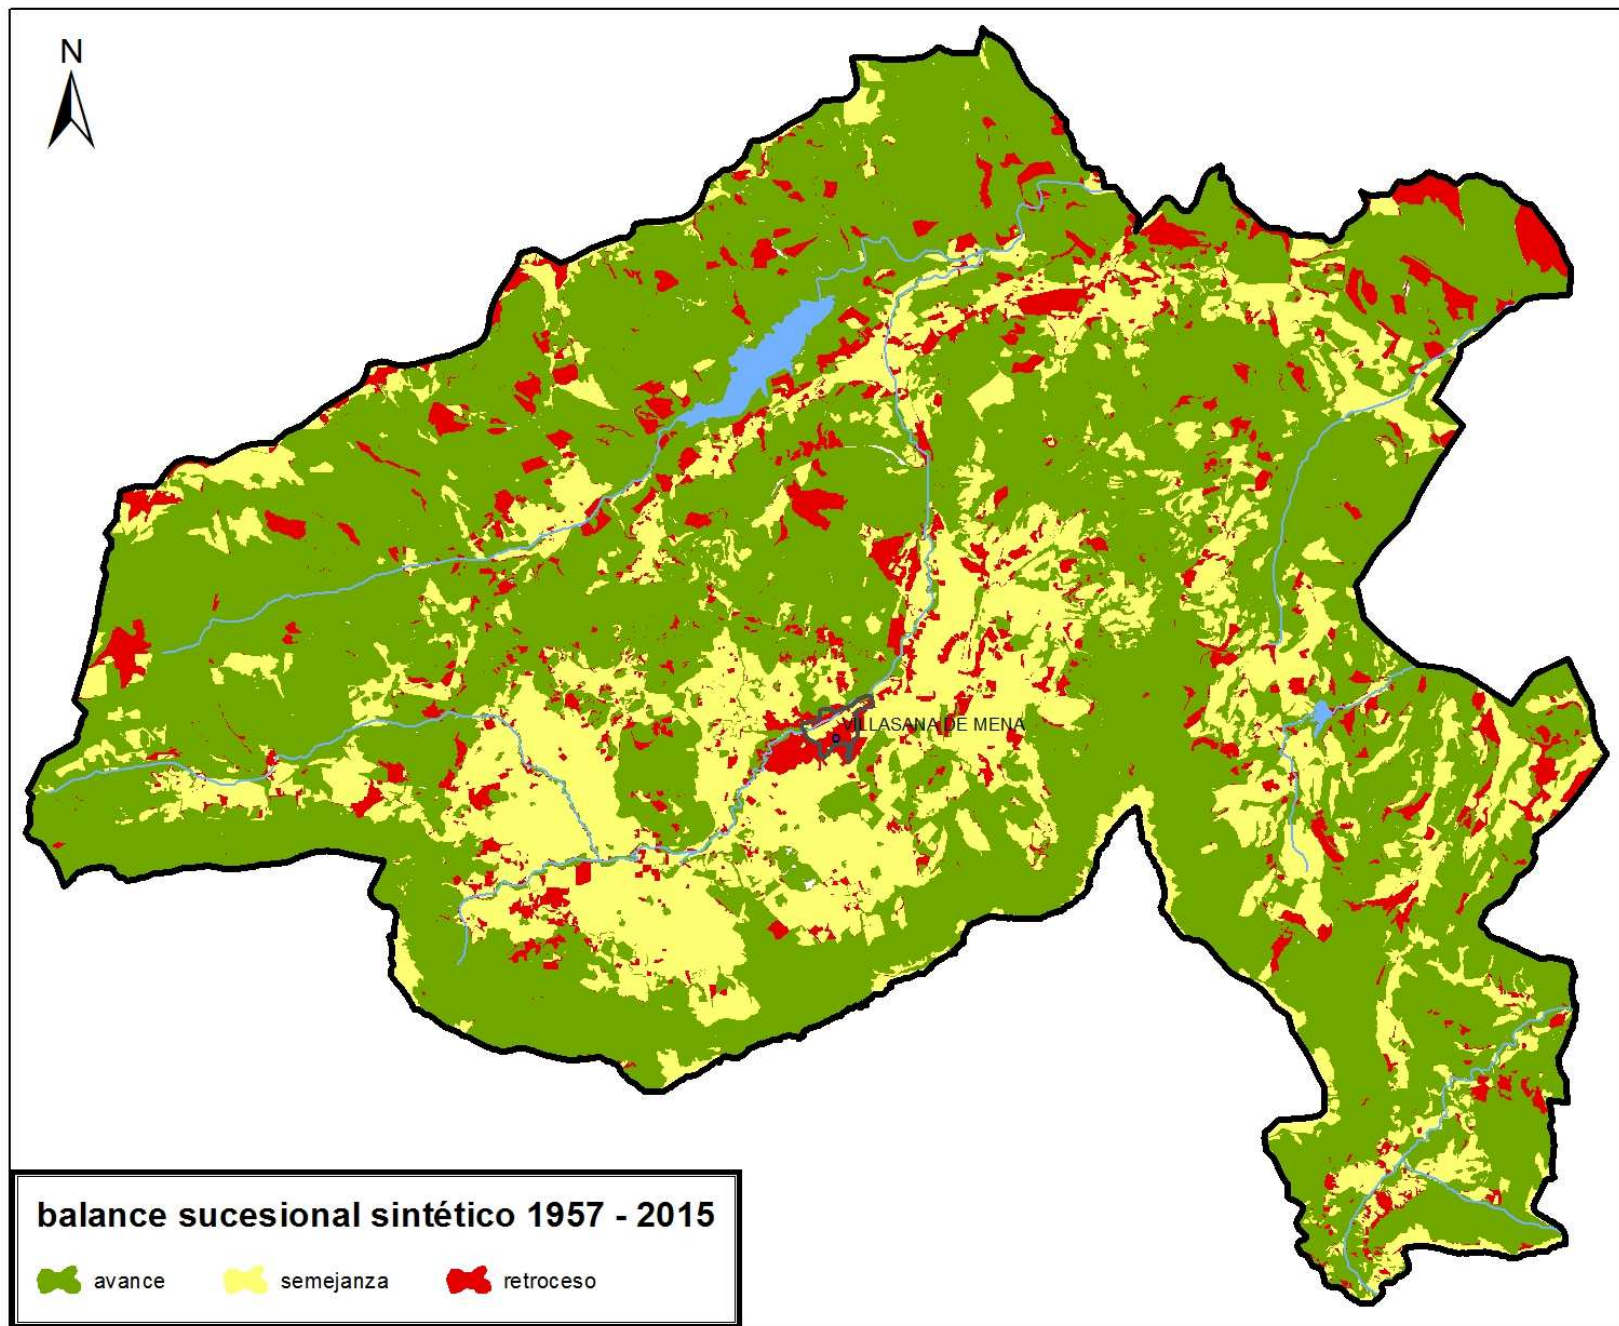 N
VILLASANA DE MENA
balance sucesional sintético 1957 - 2015
avance semejanza retroceso